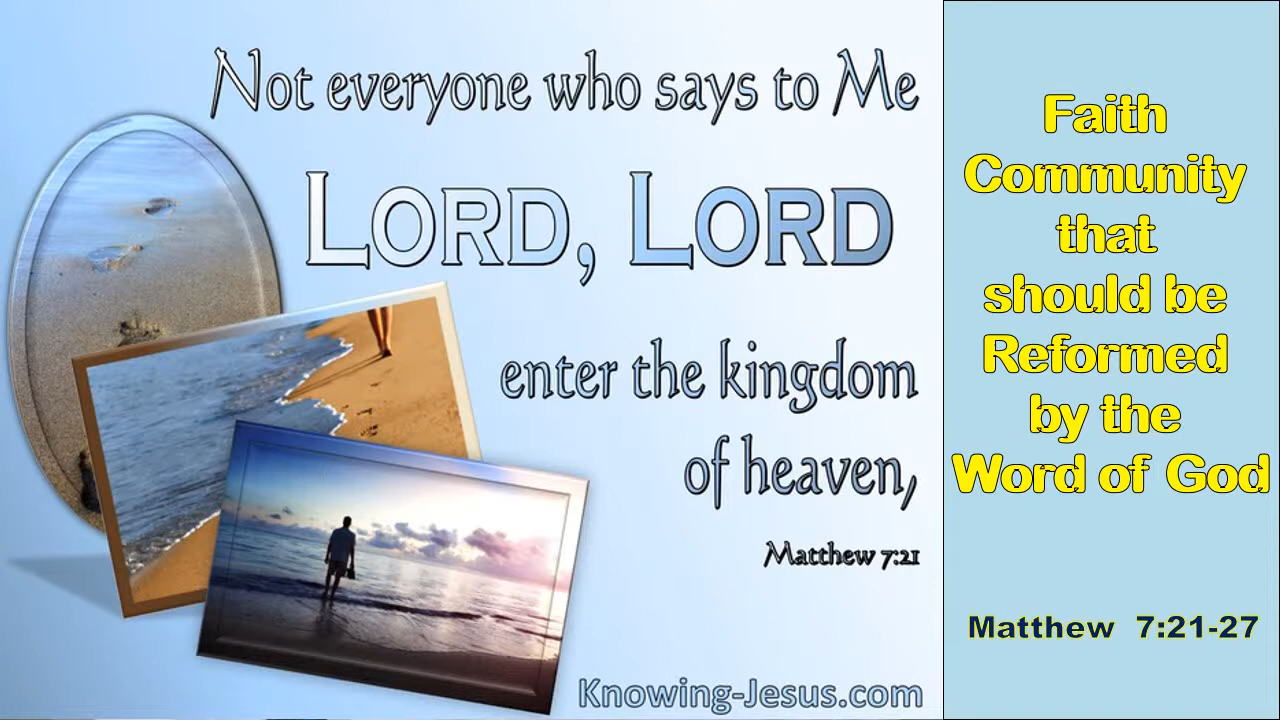 Not everyone who says to Me
LORD, LORD
enter the kingdom
of heaven,
Matthew 7:21
Knowing-Jesus.com
Faith
Community
that
should be
Reformed
by the
Word of God
Matthew 7:21-27